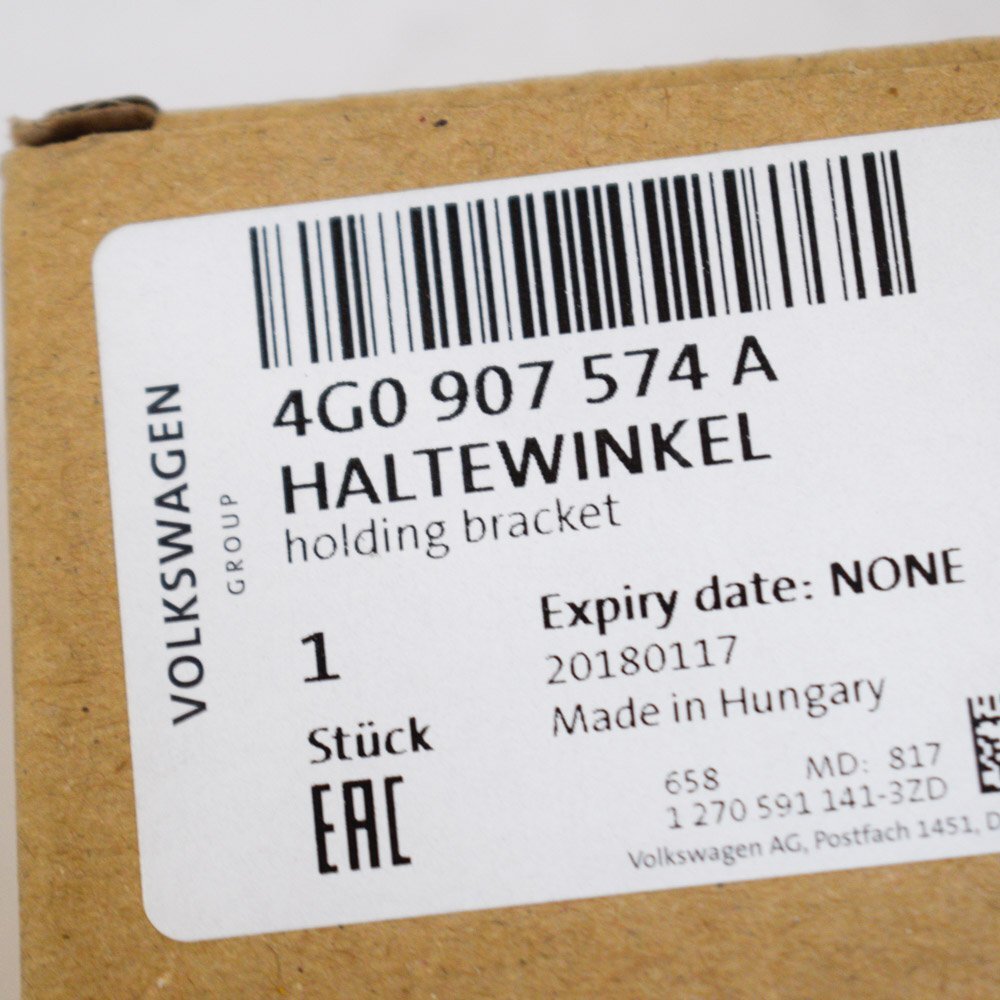 VOLKSWAGEN
GROUP
4G0 907 574 A
HALTEWINKEL
holding bracket
1
Stück
EAC
Expiry date: NONE
20180117
Made in Hungary
658 MD: 817
1 270 591 141-3ZD
Volkswagen AG, Postfach 1451, D